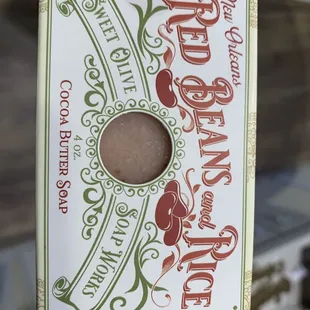 New Orleans
RED BEANS and RICE
SWEET OLIVE
SOAP WORKS
4 OZ.
COCOA BUTTER SOAP